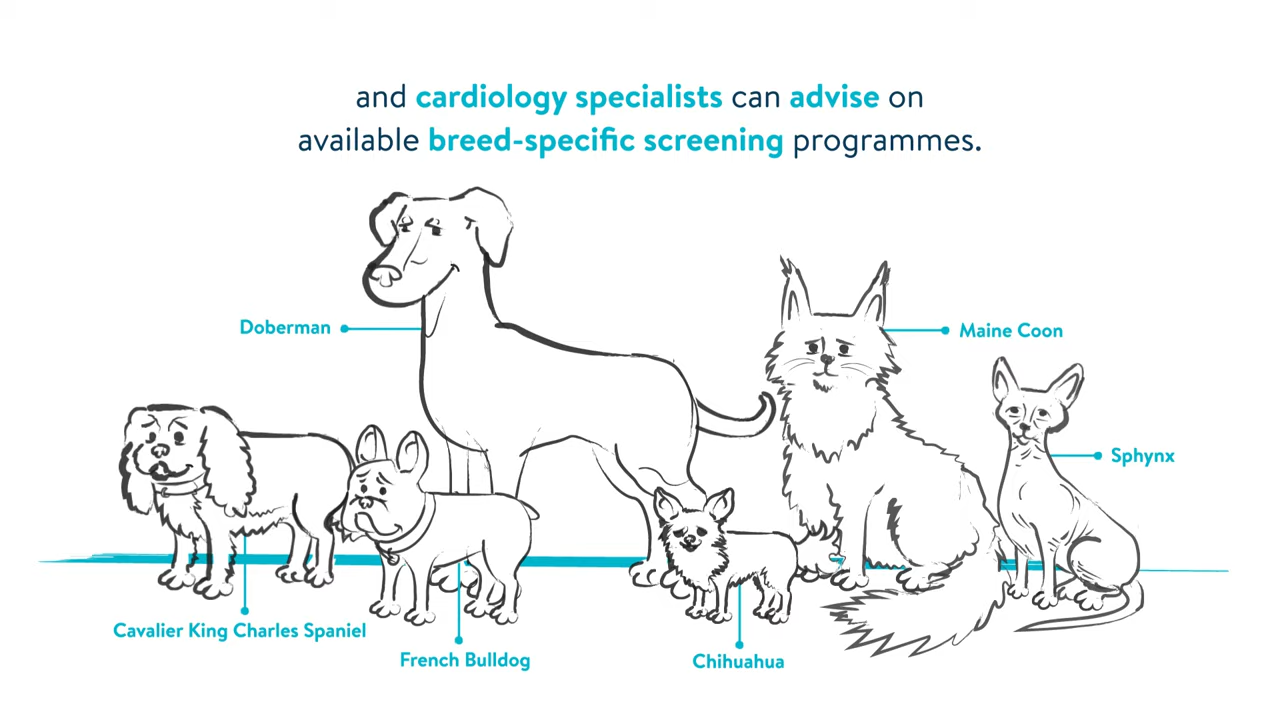 and cardiology specialists can advise on
available breed-specific screening programmes.
Doberman
Maine Coon
Sphynx
Cavalier King Charles Spaniel
French Bulldog
Chihuahua